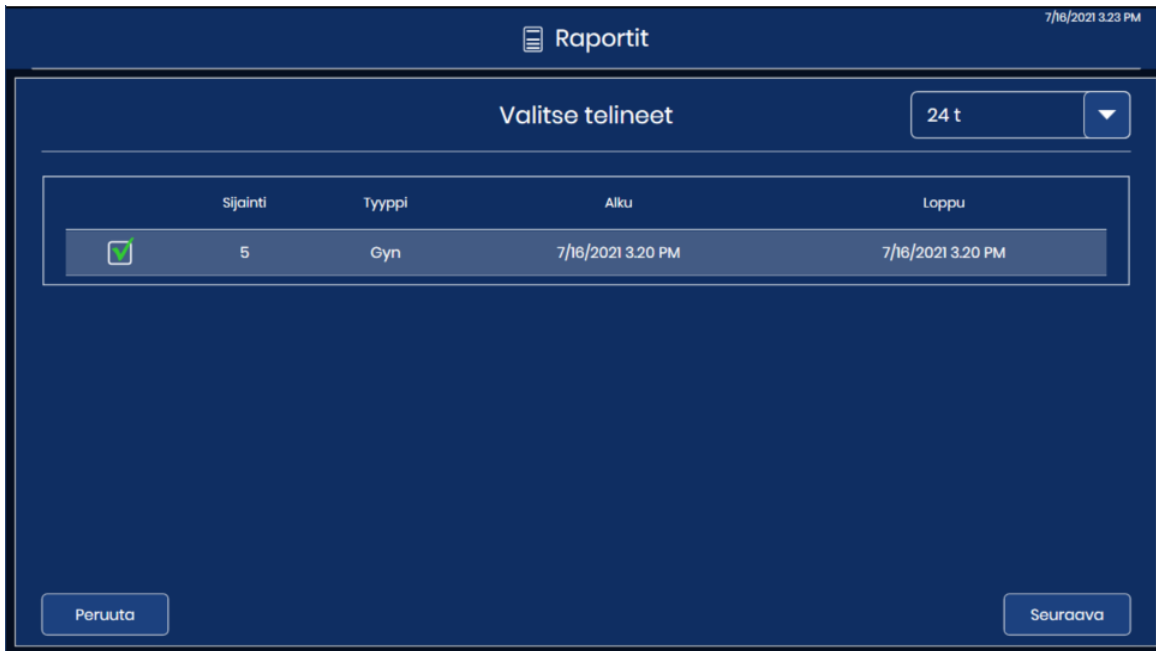 7/16/2021 3.23 PM
Raportit
Valitse telineet
24 t
Sijainti Tyyppi Alku Loppu
5 Gyn 7/16/2021 3.20 PM 7/16/2021 3.20 PM
Peruuta Seuraava